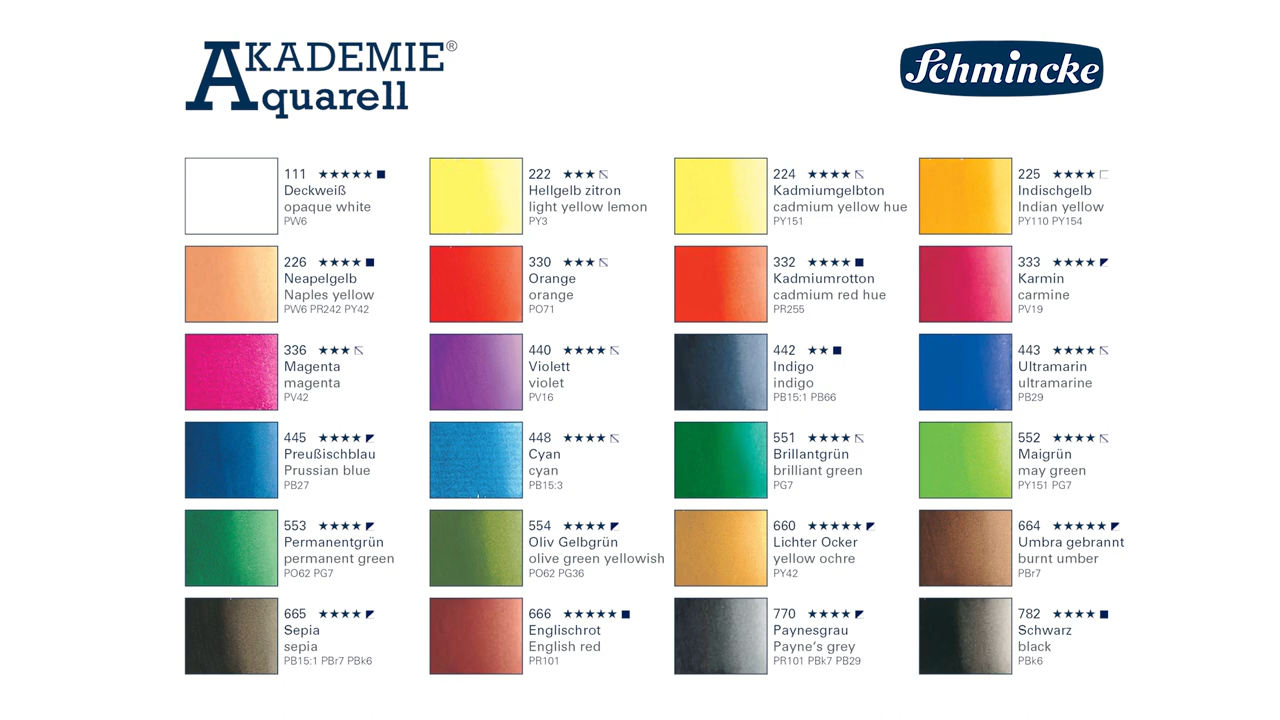 AKADEMIE®
Aquarell
Schmincke
111 ★★★★★ ■
Deckweiß
opaque white
PW6
222 ★★★
Hellgelb zitron
light yellow lemon
PY3
224 ★★★★
Kadmiumgelbton
cadmium yellow hue
PY151
225 ★★★★ □
Indischgelb
Indian yellow
PY110 PY154
226 ★★★★ ■
Neapelgelb
Naples yellow
PW6 PR242 PY42
330 ★★★
Orange
orange
PO71
332 ★★★★ ■
Kadmiumrotton
cadmium red hue
PR255
333 ★★★★ ◤
Karmin
carmine
PV19
336 ★★★
Magenta
magenta
PV42
440 ★★★★
Violett
violet
PV16
442 ★★ ■
Indigo
indigo
PB15:1 PB66
443 ★★★★
Ultramarin
ultramarine
PB29
445 ★★★★ ◤
Preußischblau
Prussian blue
PB27
448 ★★★★
Cyan
cyan
PB15:3
551 ★★★★
Brillantgrün
brilliant green
PG7
552 ★★★★
Maigrün
may green
PY151 PG7
553 ★★★★ ◤
Permanentgrün
permanent green
PO62 PG7
554 ★★★★ ◤
Oliv Gelbgrün
olive green yellowish
PO62 PG36
660 ★★★★★ ◤
Lichter Ocker
yellow ochre
PY42
664 ★★★★★ ◤
Umbra gebrannt
burnt umber
PBr7
665 ★★★★ ◤
Sepia
sepia
PB15:1 PBr7 PBk6
666 ★★★★★ ■
Englischrot
English red
PR101
770 ★★★★ ◤
Paynesgrau
Payne's grey
PR101 PBk7 PB29
782 ★★★★ ■
Schwarz
black
PBk6